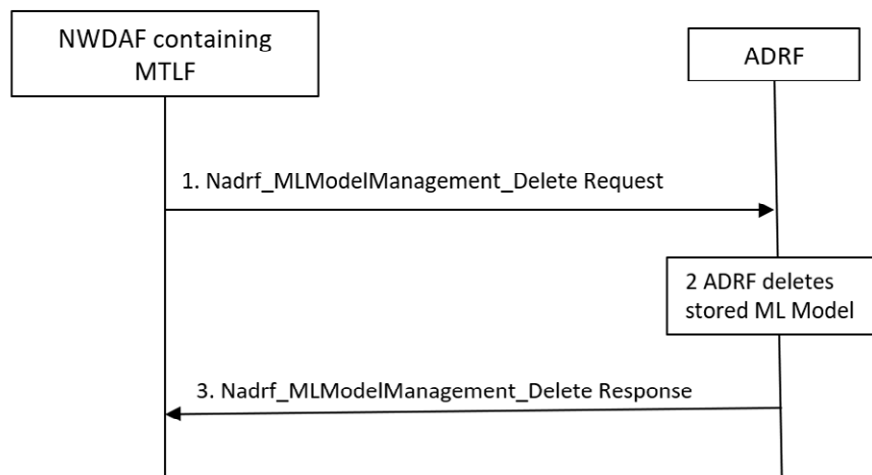 NWDAF containing
MTLF
ADRF
1. Nadrf_MLModelManagement_Delete Request
2 ADRF deletes
stored ML Model
3. Nadrf_MLModelManagement_Delete Response